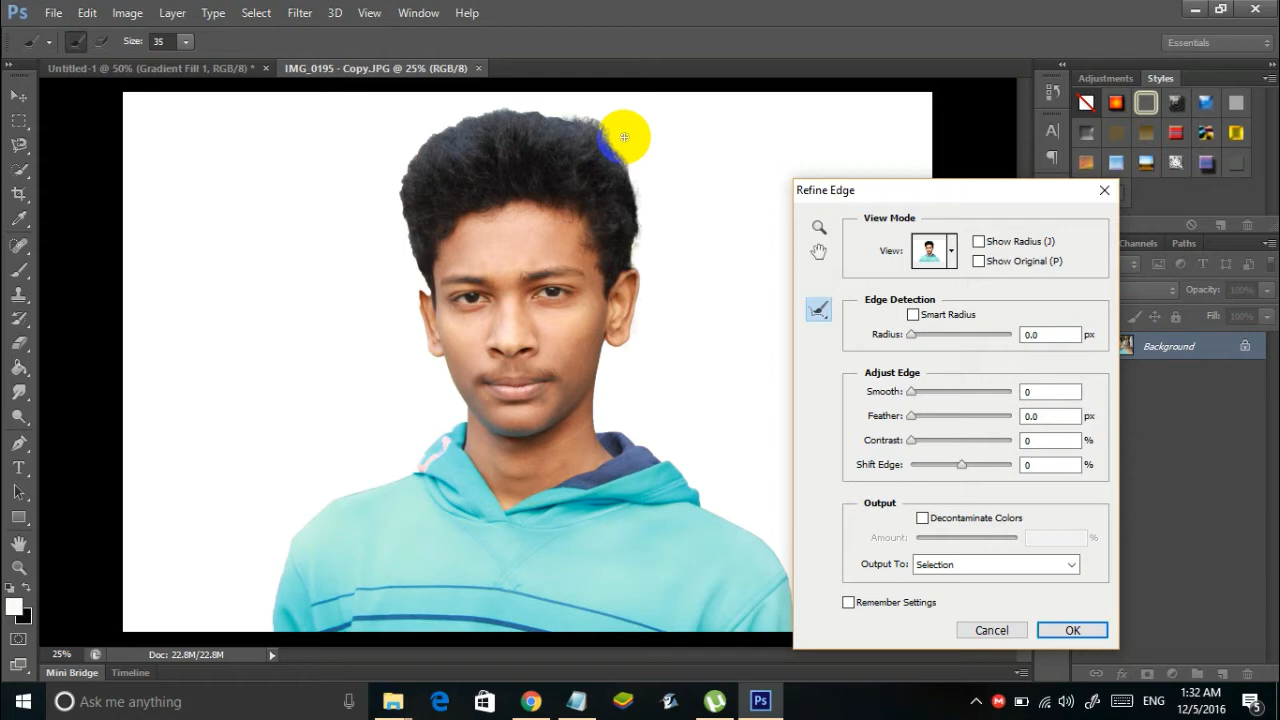 Ps File Edit Image Layer Type Select Filter 3D View Window Help
Size: 35 Essentials
Untitled-1 @ 50% (Gradient Fill 1, RGB/8) * × IMG_0195 - Copy.JPG @ 25% (RGB/8) ×
Adjustments Styles
Refine Edge
View Mode
View:
Show Radius (J)
Show Original (P)
Edge Detection
Smart Radius
Radius: 0.0 px
Adjust Edge
Smooth: 0
Feather: 0.0 px
Contrast: 0 %
Shift Edge: 0 %
Output
Decontaminate Colors
Amount: %
Output To: Selection
Remember Settings
Cancel OK
Channels Paths
Opacity: 100%
Fill: 100%
Background
25% Doc: 22.8M/22.8M
Mini Bridge Timeline
Ask me anything
ENG
1:32 AM
12/5/2016
5